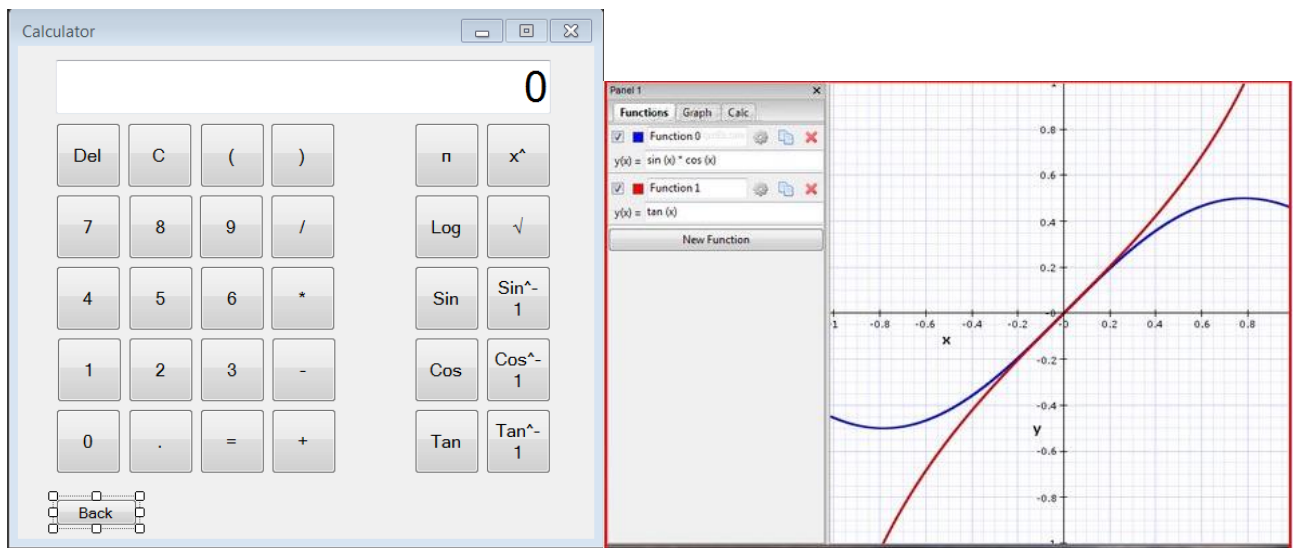 Calculator
0
Del C ( ) π x^
7 8 9 / Log √
4 5 6 * Sin Sin^-
1
1 2 3 - Cos Cos^-
1
0 . = + Tan Tan^-
1
Back
Panel 1
Functions Graph Calc
Function 0
y(x) = sin (x) * cos (x)
Function 1
y(x) = tan (x)
New Function
0.8
0.6
0.4
0.2
-0
1 -0.8 -0.6 -0.4 -0.2 -0 0.2 0.4 0.6 0.8
x
-0.2
-0.4
y
-0.6
-0.8